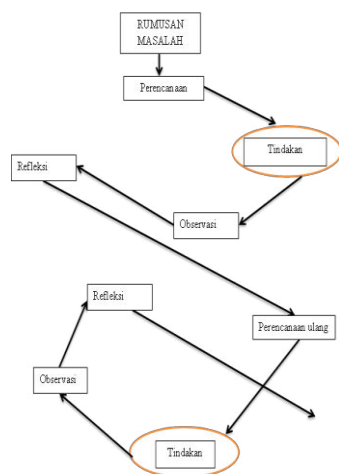 RUMUSAN
MASALAH
Perencanaan
Tindakan
Refleksi
Observasi
Refleksi
Perencanaan ulang
Observasi
Tindakan